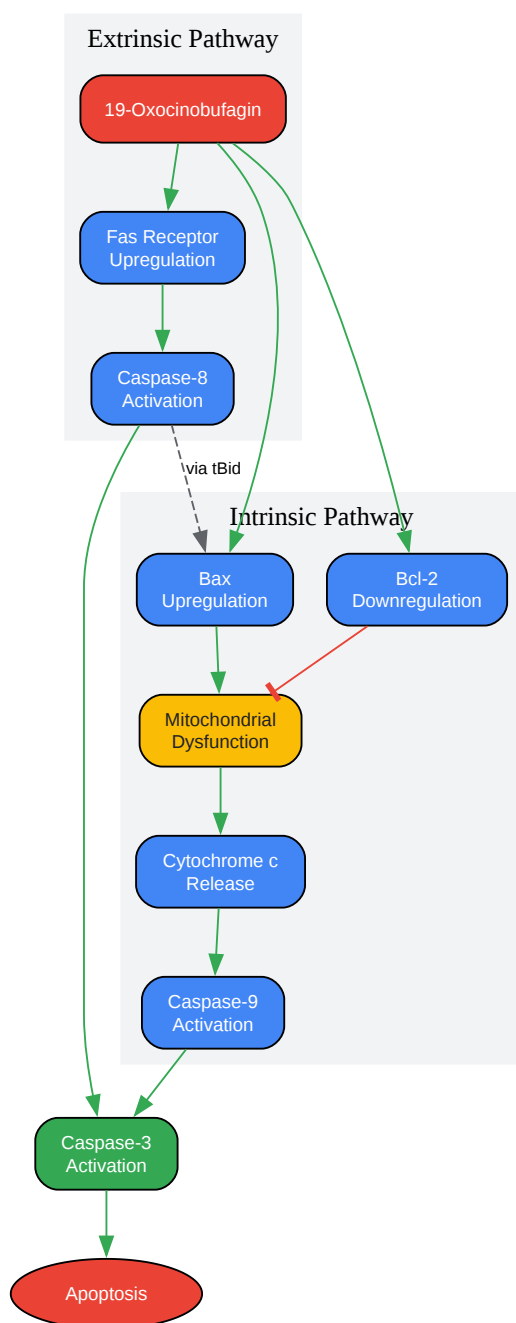 Extrinsic Pathway
19-Oxocinobufagin
Fas Receptor
Upregulation
Caspase-8
Activation
via tBid
Intrinsic Pathway
Bax
Upregulation
Bcl-2
Downregulation
Mitochondrial
Dysfunction
Cytochrome c
Release
Caspase-9
Activation
Caspase-3
Activation
Apoptosis